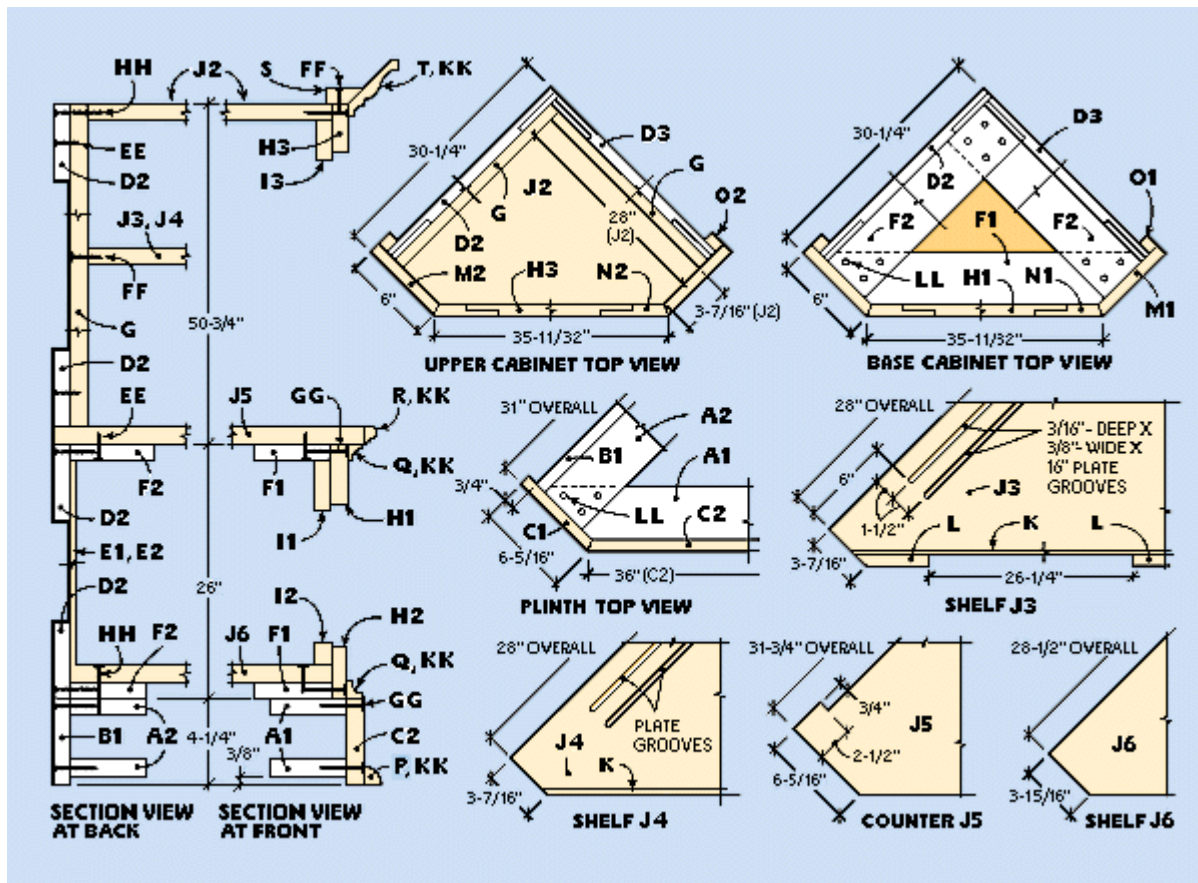 HH
J2
S
FF
T, KK
EE
D2
H3
I3
J3, J4
FF
G
50-3/4"
D2
EE
J5
GG
R, KK
F2
F1
Q, KK
D2
H1
I1
E1, E2
D2
26"
I2
H2
HH
F2
J6
F1
Q, KK
GG
B1
A2
4-1/4"
3/8"
A1
C2
P, KK
SECTION VIEW
AT BACK
SECTION VIEW
AT FRONT
30-1/4"
D3
J2
G
G
O2
D2
28"
(J2)
M2
H3
N2
6"
3-7/16" (J2)
35-11/32"
UPPER CABINET TOP VIEW
30-1/4"
D3
D2
O1
F2
F1
F2
LL
H1
N1
M1
6"
35-11/32"
BASE CABINET TOP VIEW
31" OVERALL
A2
B1
A1
3/4"
C1
LL
C2
6-5/16"
36" (C2)
PLINTH TOP VIEW
28" OVERALL
3/16"- DEEP X
3/8"- WIDE X
16" PLATE
GROOVES
6"
J3
1-1/2"
L
K
L
3-7/16"
26-1/4"
SHELF J3
28" OVERALL
PLATE
GROOVES
J4
K
3-7/16"
SHELF J4
31-3/4" OVERALL
3/4"
J5
2-1/2"
6-5/16"
COUNTER J5
28-1/2" OVERALL
J6
3-15/16"
SHELF J6